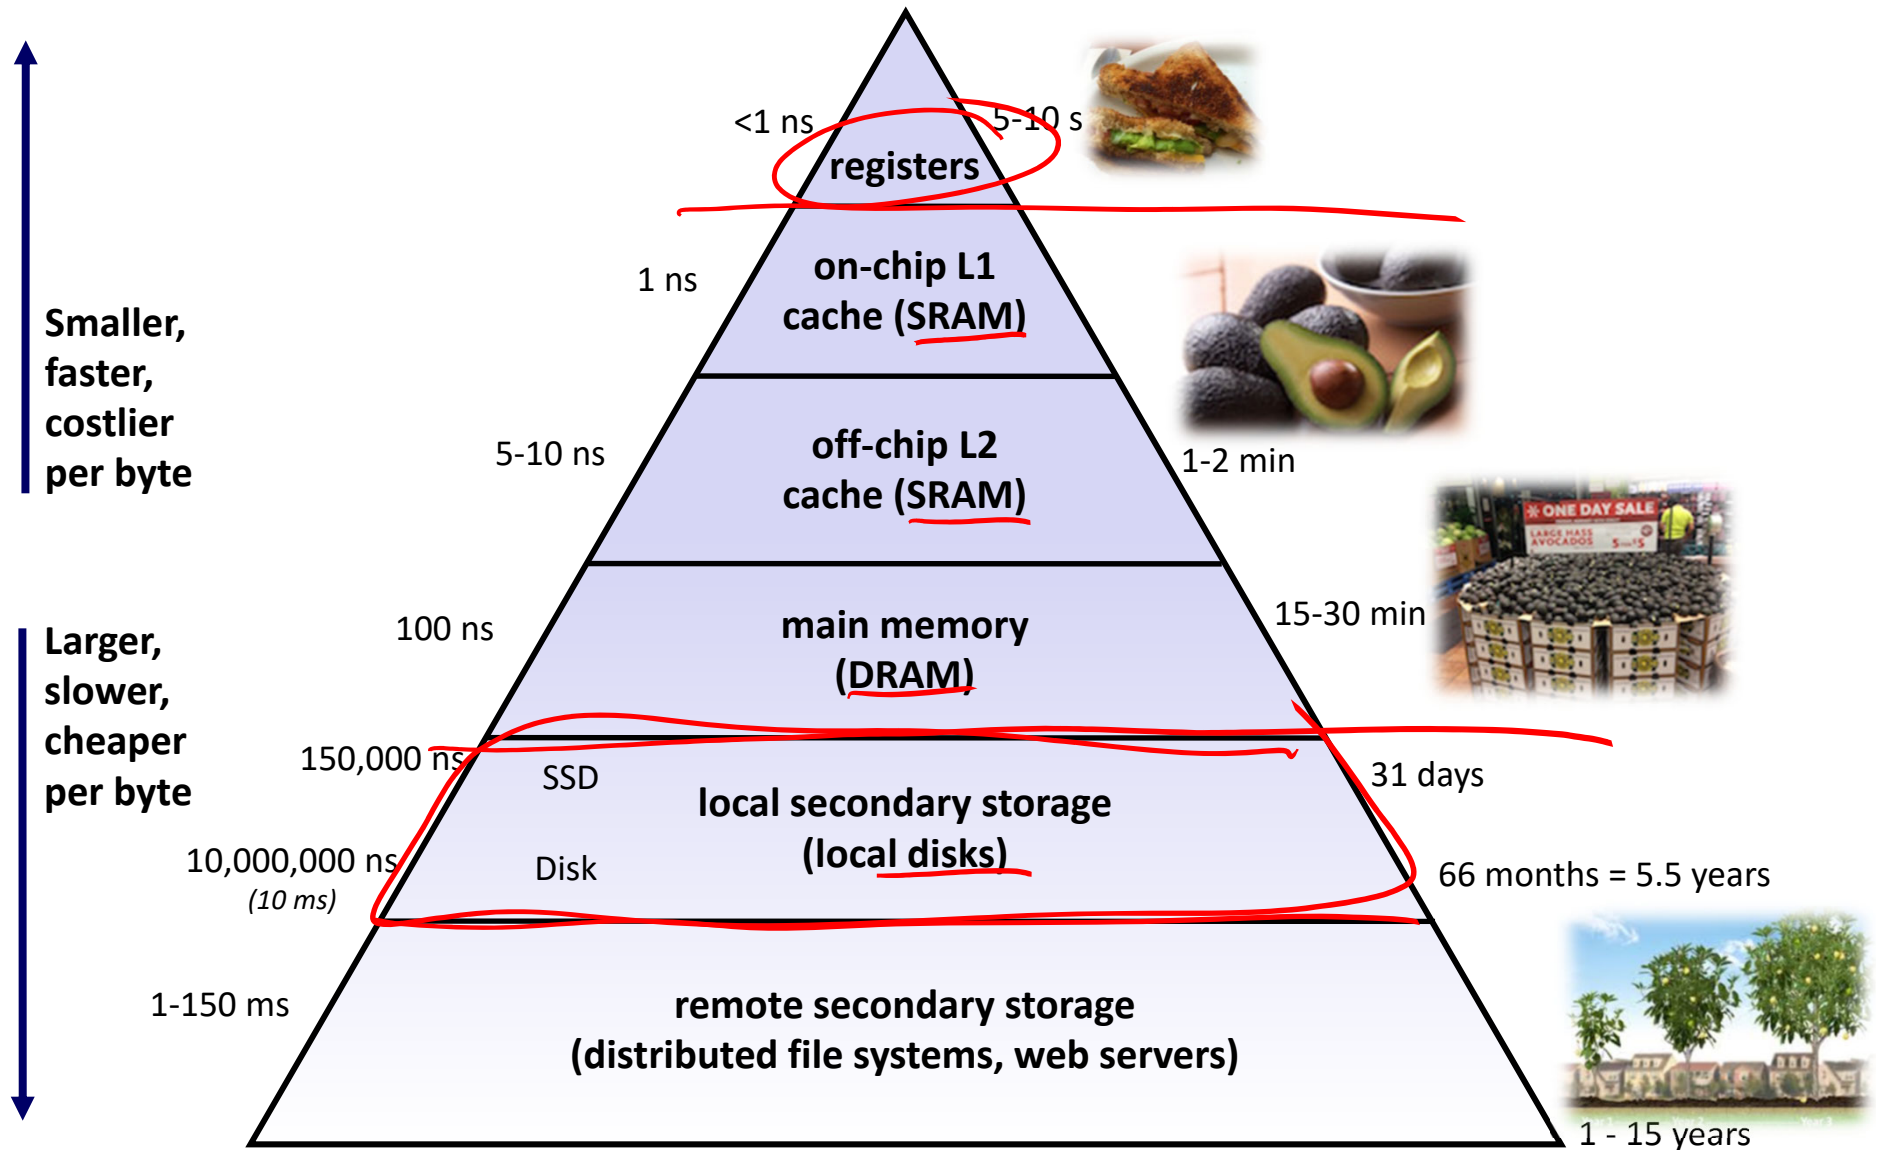 <1 ns
5-10 s
registers
1 ns
on-chip L1
cache (SRAM)
Smaller,
faster,
costlier
per byte
5-10 ns
off-chip L2
cache (SRAM)
1-2 min
ONE DAY SALE
LARGE HASS
AVOCADOS
Larger,
slower,
cheaper
per byte
100 ns
main memory
(DRAM)
15-30 min
150,000 ns
SSD
local secondary storage
(local disks)
31 days
10,000,000 ns
(10 ms)
Disk
66 months = 5.5 years
1-150 ms
remote secondary storage
(distributed file systems, web servers)
1 - 15 years